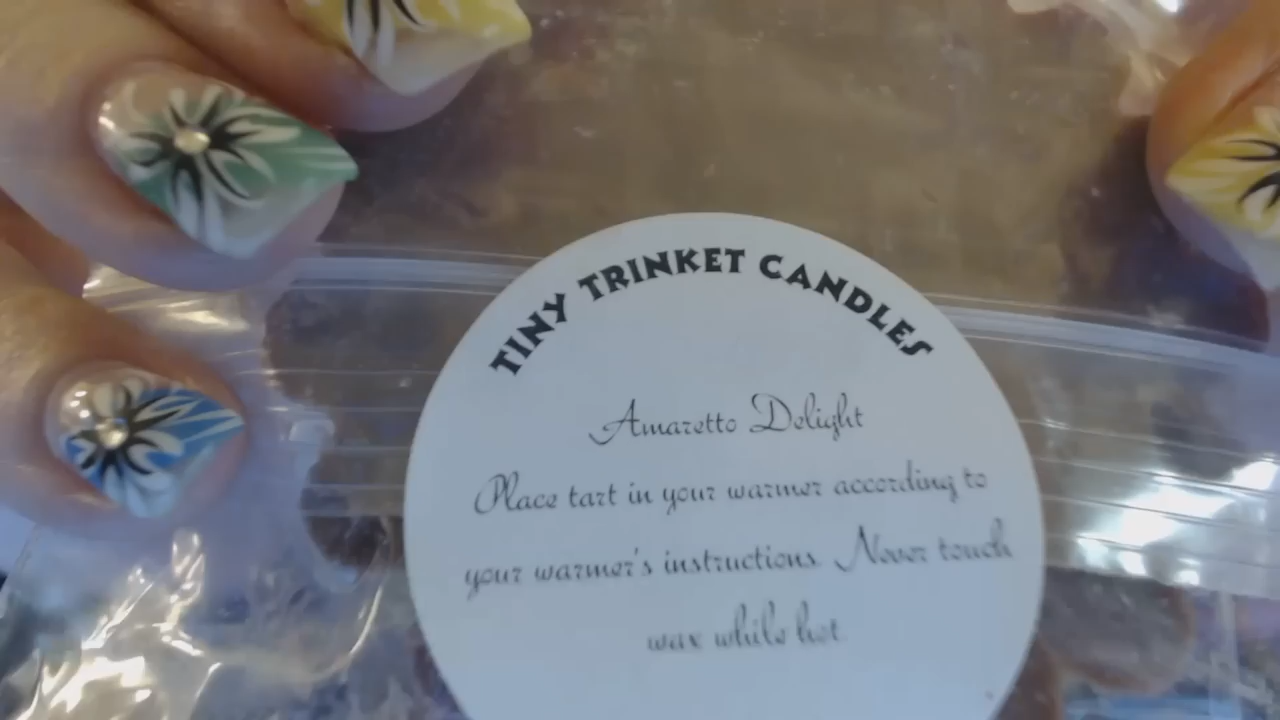 TINY TRINKET CANDLES
Amaretto Delight
Place tart in your warmer according to
your warmer's instructions. Never touch
wax while hot.